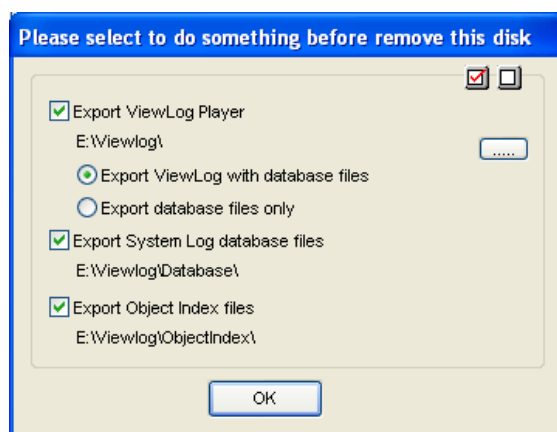 Please select to do something before remove this disk
Export ViewLog Player
E:\Viewlog\
.....
Export ViewLog with database files
Export database files only
Export System Log database files
E:\Viewlog\Database\
Export Object Index files
E:\Viewlog\ObjectIndex\
OK